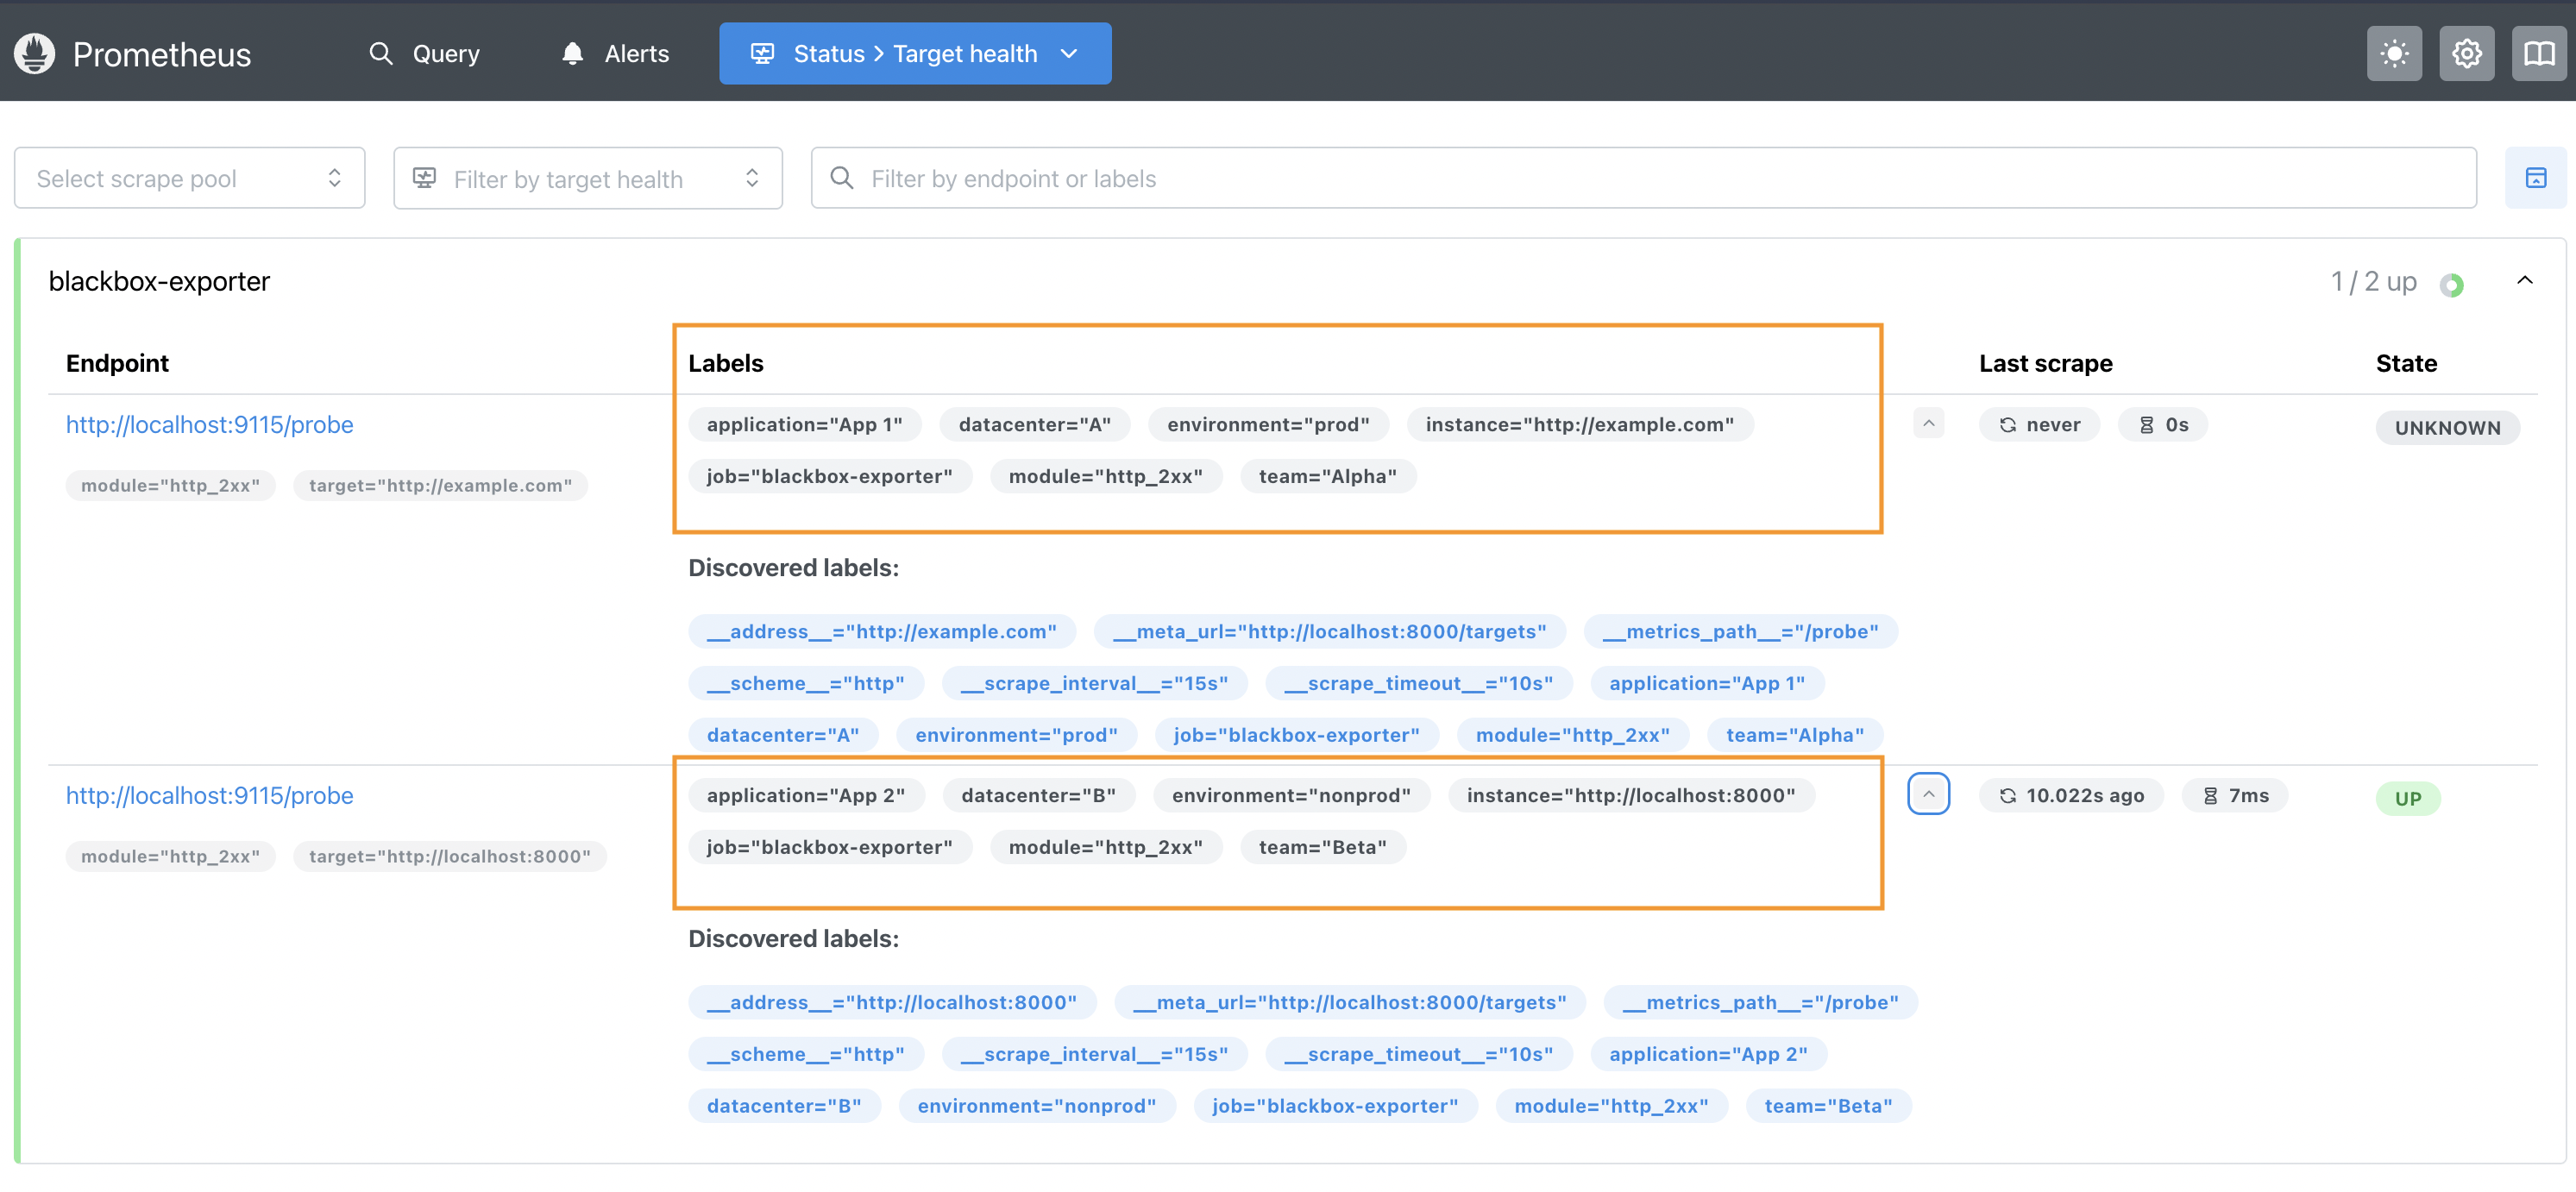 Prometheus Query Alerts Status > Target health
Select scrape pool Filter by target health Filter by endpoint or labels
blackbox-exporter 1 / 2 up
Endpoint Labels Last scrape State
http://localhost:9115/probe application="App 1" datacenter="A" environment="prod" instance="http://example.com" never 0s UNKNOWN
module="http_2xx" target="http://example.com" job="blackbox-exporter" module="http_2xx" team="Alpha"
Discovered labels:
__address__="http://example.com" __meta_url="http://localhost:8000/targets" __metrics_path__="/probe"
__scheme__="http" __scrape_interval__="15s" __scrape_timeout__="10s" application="App 1"
datacenter="A" environment="prod" job="blackbox-exporter" module="http_2xx" team="Alpha"
http://localhost:9115/probe application="App 2" datacenter="B" environment="nonprod" instance="http://localhost:8000" 10.022s ago 7ms UP
module="http_2xx" target="http://localhost:8000" job="blackbox-exporter" module="http_2xx" team="Beta"
Discovered labels:
__address__="http://localhost:8000" __meta_url="http://localhost:8000/targets" __metrics_path__="/probe"
__scheme__="http" __scrape_interval__="15s" __scrape_timeout__="10s" application="App 2"
datacenter="B" environment="nonprod" job="blackbox-exporter" module="http_2xx" team="Beta"